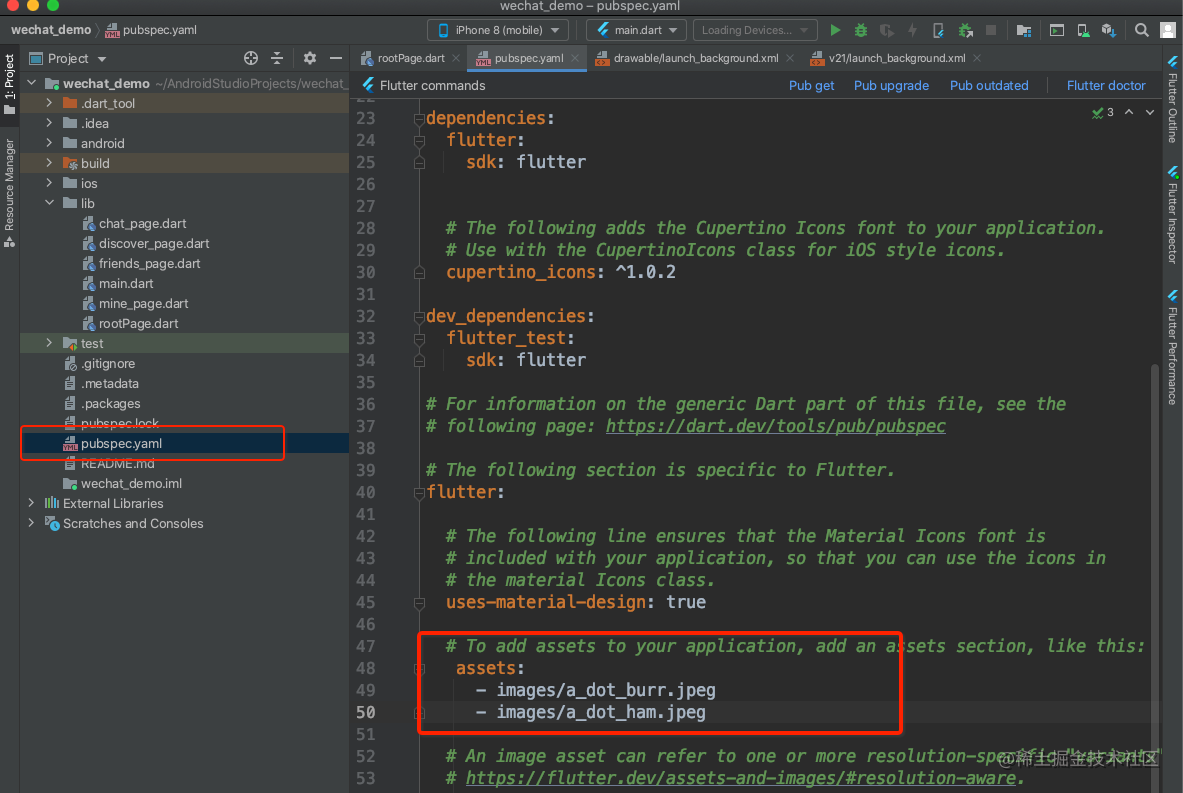 wechat_demo – pubspec.yaml
wechat_demo
pubspec.yaml
iPhone 8 (mobile)
main.dart
Loading Devices...
Project
rootPage.dart
pubspec.yaml
drawable/launch_background.xml
v21/launch_background.xml
1: Project
Resource Manager
wechat_demo ~/AndroidStudioProjects/wechat_
.dart_tool
.idea
android
build
ios
lib
chat_page.dart
discover_page.dart
friends_page.dart
main.dart
mine_page.dart
rootPage.dart
test
.gitignore
.metadata
.packages
pubspec.lock
pubspec.yaml
README.md
wechat_demo.iml
External Libraries
Scratches and Consoles
Flutter commands
Pub get
Pub upgrade
Pub outdated
Flutter doctor
3
22
23 dependencies:
24 flutter:
25 sdk: flutter
26
27
28 # The following adds the Cupertino Icons font to your application.
29 # Use with the CupertinoIcons class for iOS style icons.
30 cupertino_icons: ^1.0.2
31
32 dev_dependencies:
33 flutter_test:
34 sdk: flutter
35
36 # For information on the generic Dart part of this file, see the
37 # following page: https://dart.dev/tools/pub/pubspec
38
39 # The following section is specific to Flutter.
40 flutter:
41
42 # The following line ensures that the Material Icons font is
43 # included with your application, so that you can use the icons in
44 # the material Icons class.
45 uses-material-design: true
46
47 # To add assets to your application, add an assets section, like this:
48 assets:
49 - images/a_dot_burr.jpeg
50 - images/a_dot_ham.jpeg
51
52 # An image asset can refer to one or more resolution-specific "variants"
53 # https://flutter.dev/assets-and-images/#resolution-aware.
Flutter Outline
Flutter Inspector
Flutter Performance
@稀土掘金技术社区